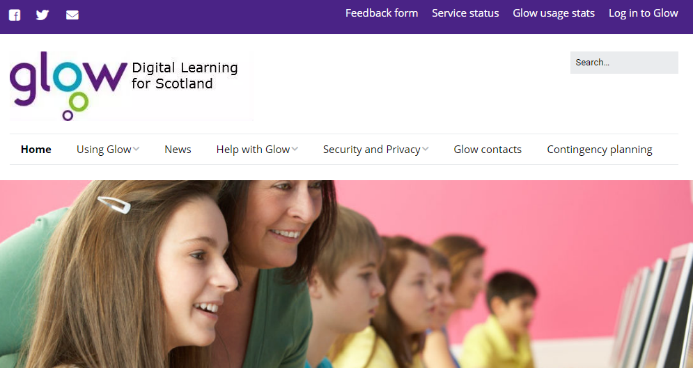 Feedback form Service status Glow usage stats Log in to Glow
glow Digital Learning
for Scotland
Search...
Home Using Glow News Help with Glow Security and Privacy Glow contacts Contingency planning